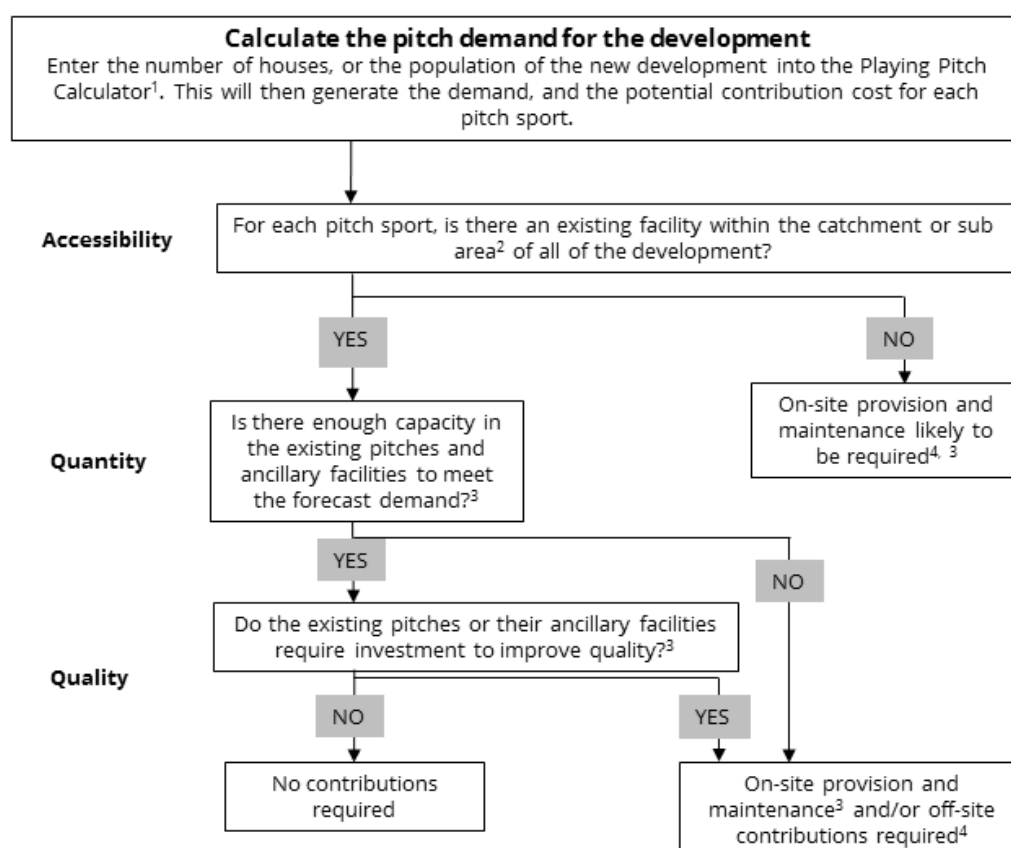 Calculate the pitch demand for the development
Enter the number of houses, or the population of the new development into the Playing Pitch
Calculator¹. This will then generate the demand, and the potential contribution cost for each
pitch sport.
Accessibility
For each pitch sport, is there an existing facility within the catchment or sub
area² of all of the development?
YES
NO
Quantity
Is there enough capacity in
the existing pitches and
ancillary facilities to meet
the forecast demand?³
On-site provision and
maintenance likely to
be required⁴, ³
YES
NO
Quality
Do the existing pitches or their ancillary facilities
require investment to improve quality?³
NO
YES
No contributions
required
On-site provision and
maintenance³ and/or off-site
contributions required⁴